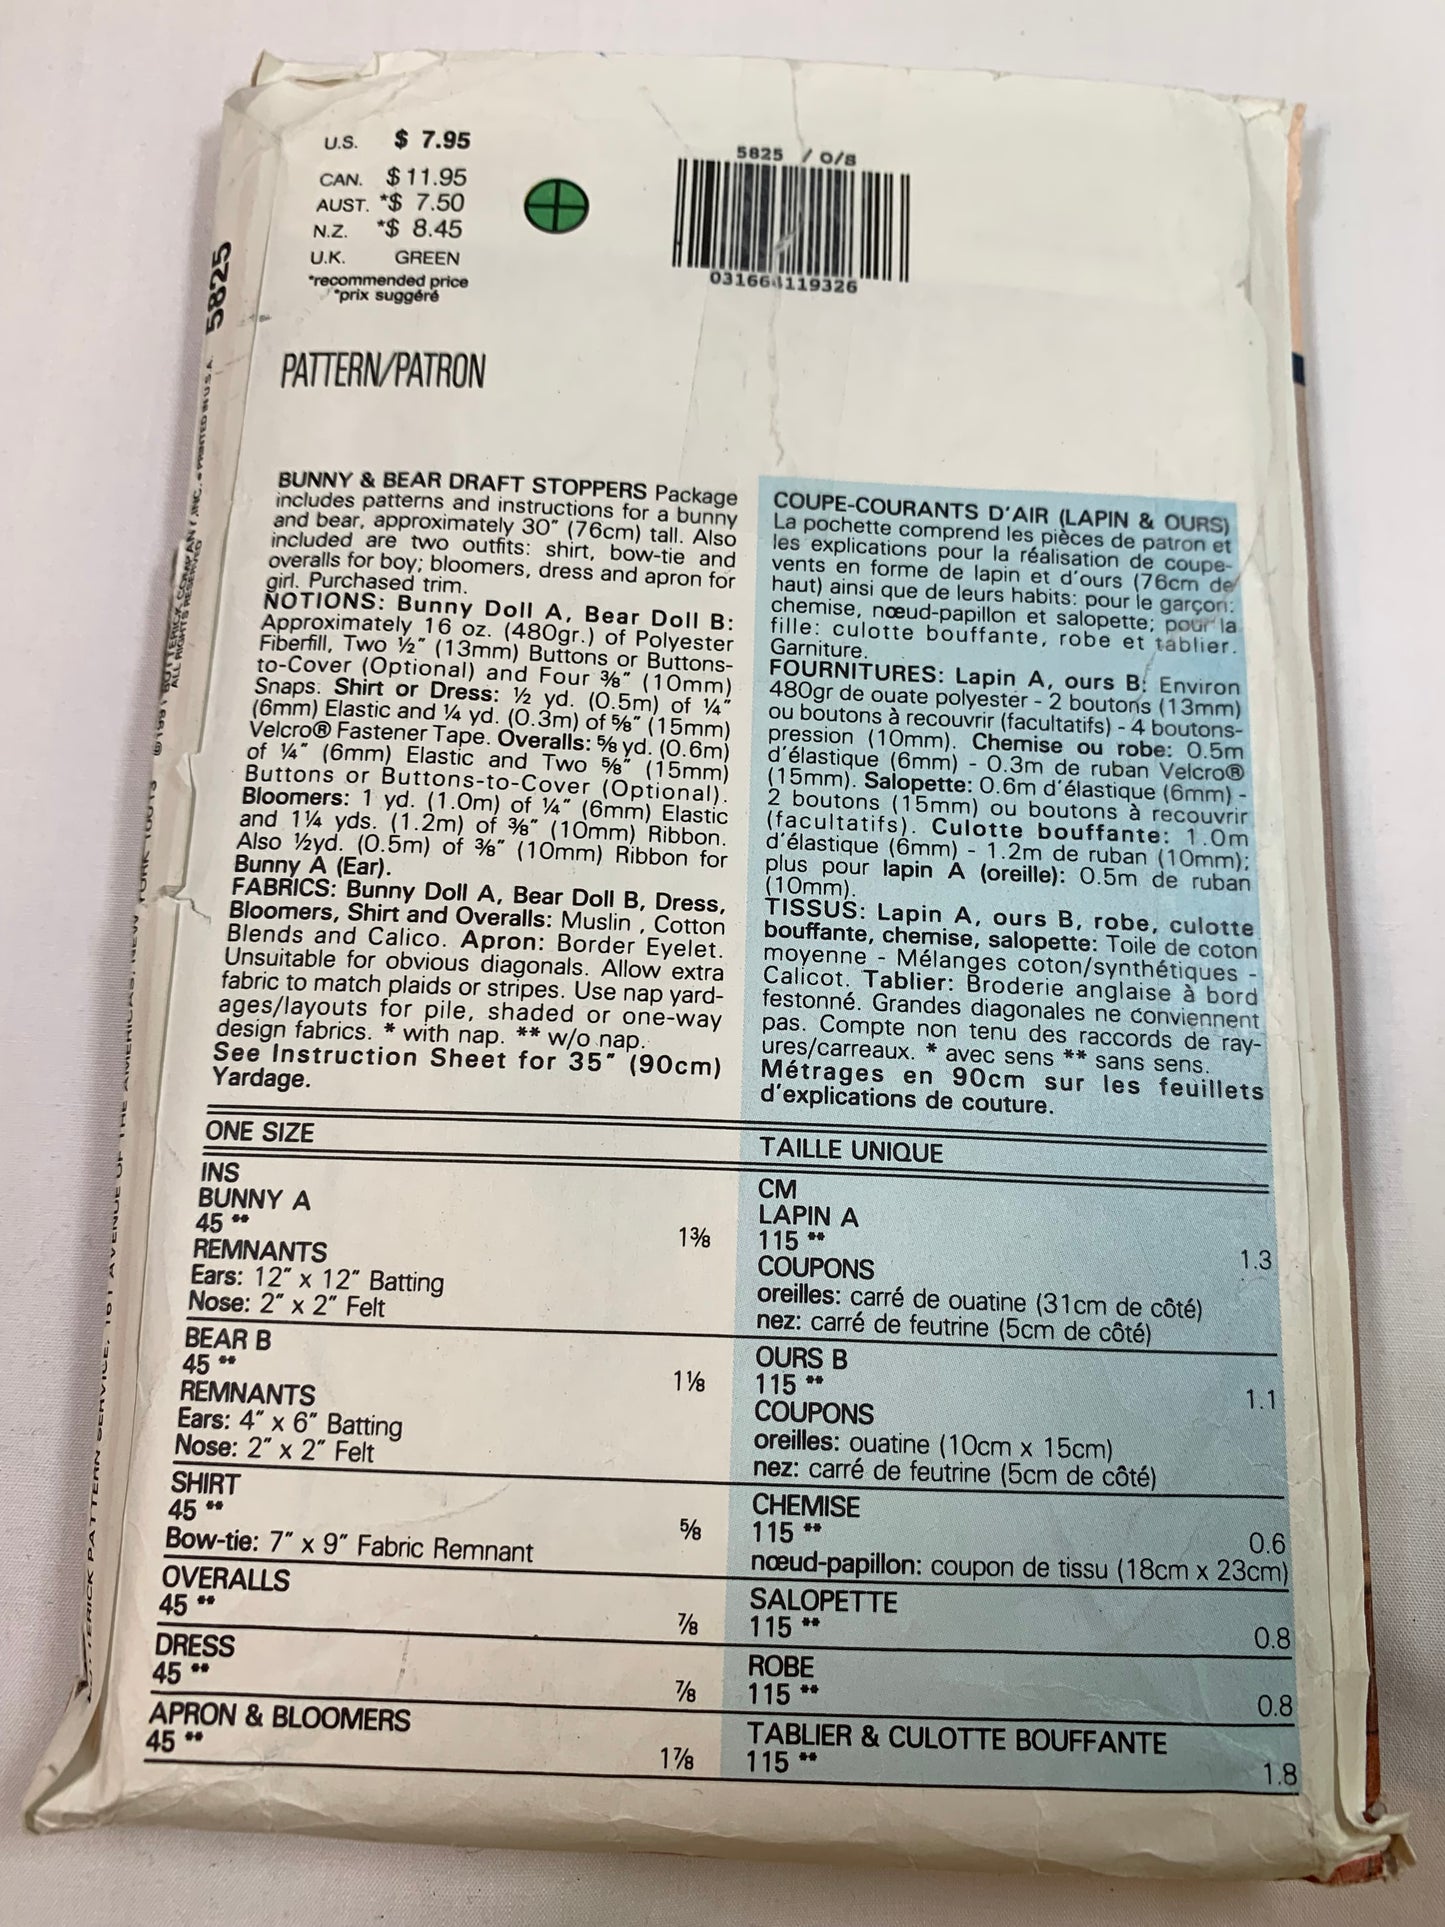 U.S. $ 7.95
CAN. $ 11.95
AUST. *$ 7.50
N.Z. *$ 8.45
U.K. GREEN
*recommended price
*prix suggéré
5825 / 0/8
031664119326
5825
PATTERN/PATRON
BUNNY & BEAR DRAFT STOPPERS Package
includes patterns and instructions for a bunny
and bear, approximately 30" (76cm) tall. Also
included are two outfits: shirt, bow-tie and
overalls for boy; bloomers, dress and apron for
girl. Purchased trim.
NOTIONS: Bunny Doll A, Bear Doll B:
Approximately 16 oz. (480gr.) of Polyester
Fiberfill, Two ½" (13mm) Buttons or Buttons-
to-Cover (Optional) and Four ⅜" (10mm)
Snaps. Shirt or Dress: ½ yd. (0.5m) of ¼"
(6mm) Elastic and ¼ yd. (0.3m) of ⅝" (15mm)
Velcro® Fastener Tape. Overalls: ⅝ yd. (0.6m)
of ¼" (6mm) Elastic and Two ⅝" (15mm)
Buttons or Buttons-to-Cover (Optional).
Bloomers: 1 yd. (1.0m) of ¼" (6mm) Elastic
and 1¼ yds. (1.2m) of ⅜" (10mm) Ribbon.
Also ½yd. (0.5m) of ⅜" (10mm) Ribbon for
Bunny A (Ear).
FABRICS: Bunny Doll A, Bear Doll B, Dress,
Bloomers, Shirt and Overalls: Muslin , Cotton
Blends and Calico. Apron: Border Eyelet.
Unsuitable for obvious diagonals. Allow extra
fabric to match plaids or stripes. Use nap yard-
ages/layouts for pile, shaded or one-way
design fabrics. * with nap. ** w/o nap.
See Instruction Sheet for 35" (90cm)
Yardage.
COUPE-COURANTS D'AIR (LAPIN & OURS)
La pochette comprend les pièces de patron et
les explications pour la réalisation de coupe-
vents en forme de lapin et d'ours (76cm de
haut) ainsi que de leurs habits: pour le garçon:
chemise, nœud-papillon et salopette; pour la
fille: culotte bouffante, robe et tablier.
Garniture.
FOURNITURES: Lapin A, ours B: Environ
480gr de ouate polyester - 2 boutons (13mm)
ou boutons à recouvrir (facultatifs) - 4 boutons-
pression (10mm). Chemise ou robe: 0.5m
d'élastique (6mm) - 0.3m de ruban Velcro®
(15mm). Salopette: 0.6m d'élastique (6mm) -
2 boutons (15mm) ou boutons à recouvrir
(facultatifs). Culotte bouffante: 1.0m
d'élastique (6mm) - 1.2m de ruban (10mm);
plus pour lapin A (oreille): 0.5m de ruban
(10mm).
TISSUS: Lapin A, ours B, robe, culotte
bouffante, chemise, salopette: Toile de coton
moyenne - Mélanges coton/synthétiques -
Calicot. Tablier: Broderie anglaise à bord
festonné. Grandes diagonales ne conviennent
pas. Compte non tenu des raccords de ray-
ures/carreaux. * avec sens ** sans sens.
Métrages en 90cm sur les feuillets
d'explications de couture.
ONE SIZE
INS
BUNNY A
45 ** 1⅜
REMNANTS
Ears: 12" x 12" Batting
Nose: 2" x 2" Felt
BEAR B
45 ** 1⅛
REMNANTS
Ears: 4" x 6" Batting
Nose: 2" x 2" Felt
SHIRT
45 ** ⅝
Bow-tie: 7" x 9" Fabric Remnant
OVERALLS
45 ** ⅞
DRESS
45 ** ⅞
APRON & BLOOMERS
45 ** 1⅞
TAILLE UNIQUE
CM
LAPIN A
115 ** 1.3
COUPONS
oreilles: carré de ouatine (31cm de côté)
nez: carré de feutrine (5cm de côté)
OURS B
115 ** 1.1
COUPONS
oreilles: ouatine (10cm x 15cm)
nez: carré de feutrine (5cm de côté)
CHEMISE
115 ** 0.6
nœud-papillon: coupon de tissu (18cm x 23cm)
SALOPETTE
115 ** 0.8
ROBE
115 ** 0.8
TABLIER & CULOTTE BOUFFANTE
115 ** 1.8
PATTERN SERVICE, 161 AVENUE OF THE AMERICAS, NEW YORK 10013 ©1991 COMPANY, INC. • PRINTED IN U.S.A.
ALL RIGHTS RESERVED